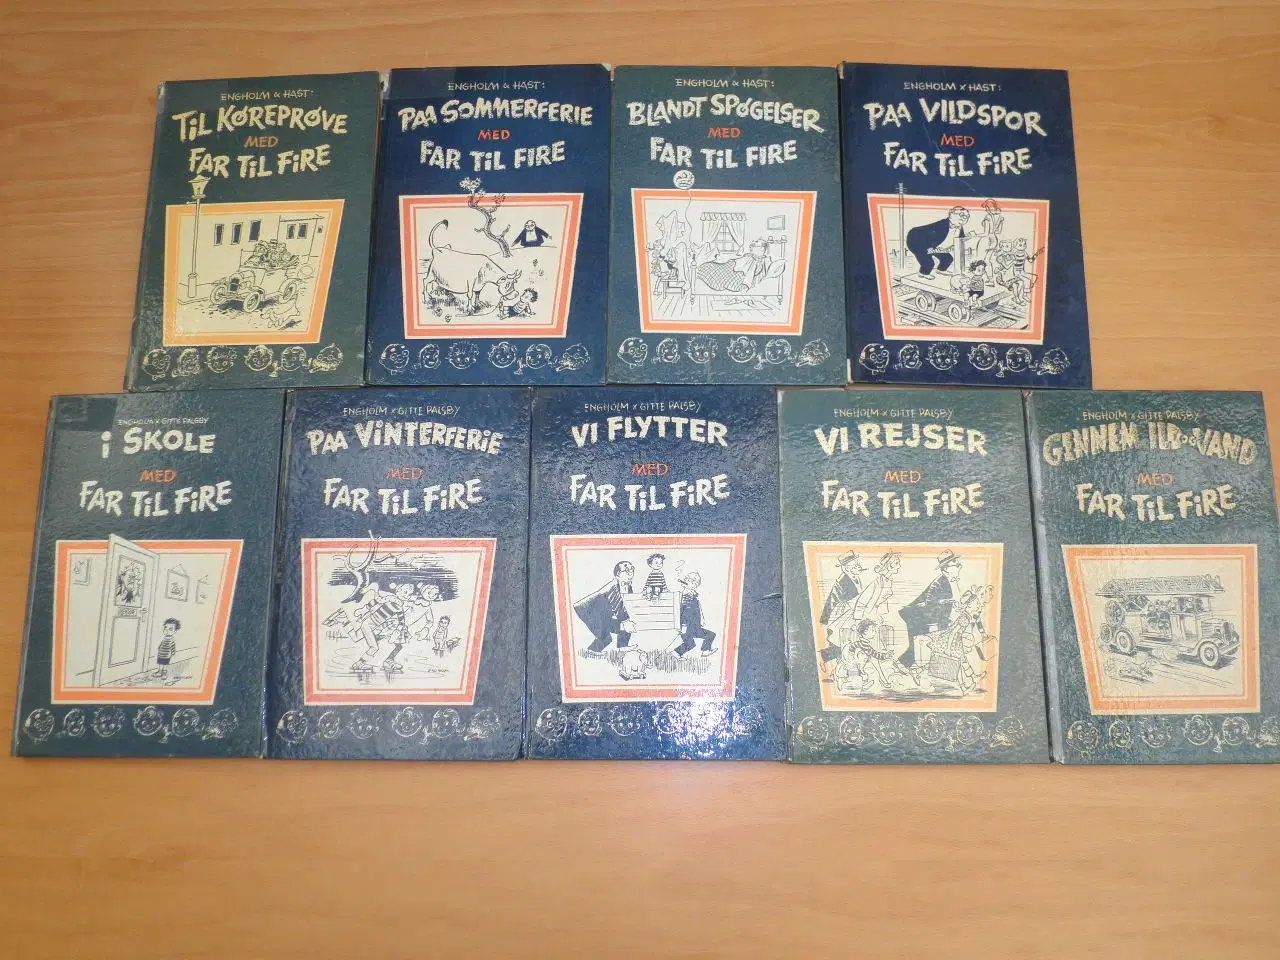 ENGHOLM & HAST:
TIL KØREPRØVE
MED
FAR TIL FIRE
ENGHOLM & HAST:
PAA SOMMERFERIE
MED
FAR TIL FIRE
ENGHOLM & HAST:
BLANDT SPØGELSER
MED
FAR TIL FIRE
ENGHOLM x HAST:
PAA VILDSPOR
MED
FAR TIL FIRE
ENGHOLM x GITTE PALSBY
I SKOLE
MED
FAR TIL FIRE
ENGHOLM x GITTE PALSBY
PAA VINTERFERIE
MED
FAR TIL FIRE
ENGHOLM x GITTE PALSBY
VI FLYTTER
MED
FAR TIL FIRE
ENGHOLM x GITTE PALSBY
VI REJSER
MED
FAR TIL FIRE
ENGHOLM x GITTE PALSBY
GENNEM ILD OG VAND
MED
FAR TIL FIRE